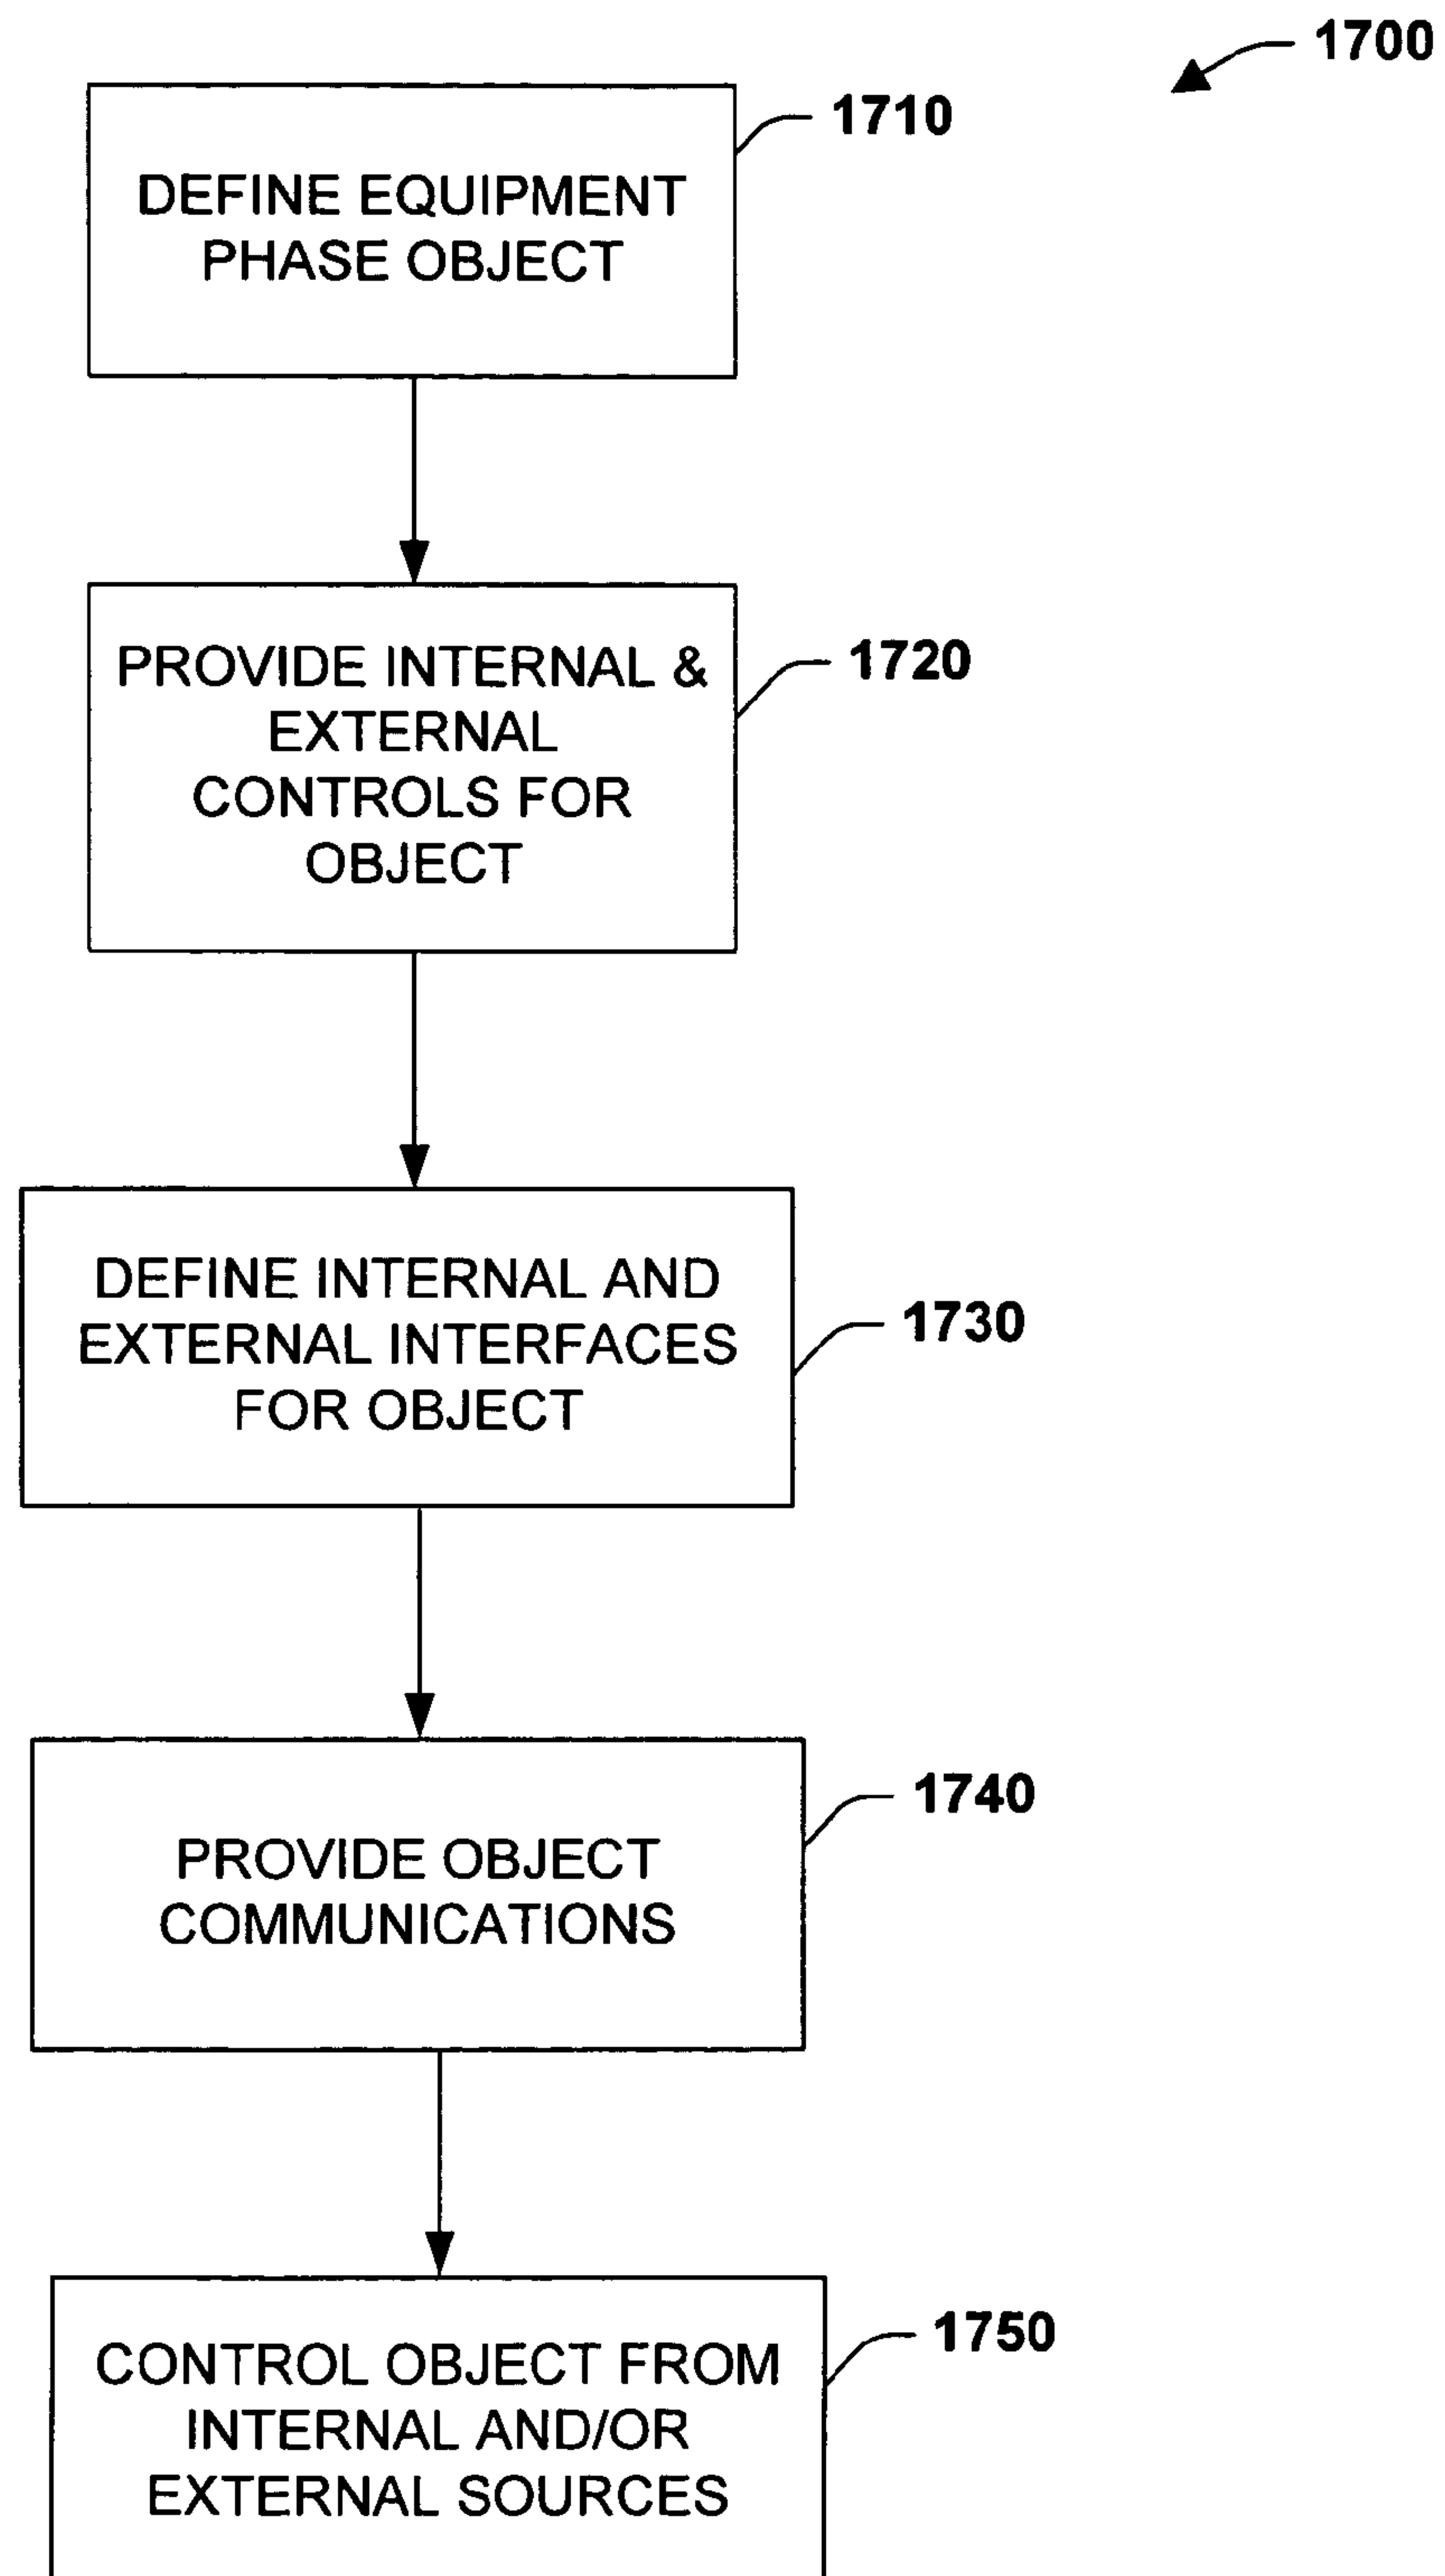 1700
1710
DEFINE EQUIPMENT
PHASE OBJECT
1720
PROVIDE INTERNAL &
EXTERNAL
CONTROLS FOR
OBJECT
1730
DEFINE INTERNAL AND
EXTERNAL INTERFACES
FOR OBJECT
1740
PROVIDE OBJECT
COMMUNICATIONS
1750
CONTROL OBJECT FROM
INTERNAL AND/OR
EXTERNAL SOURCES